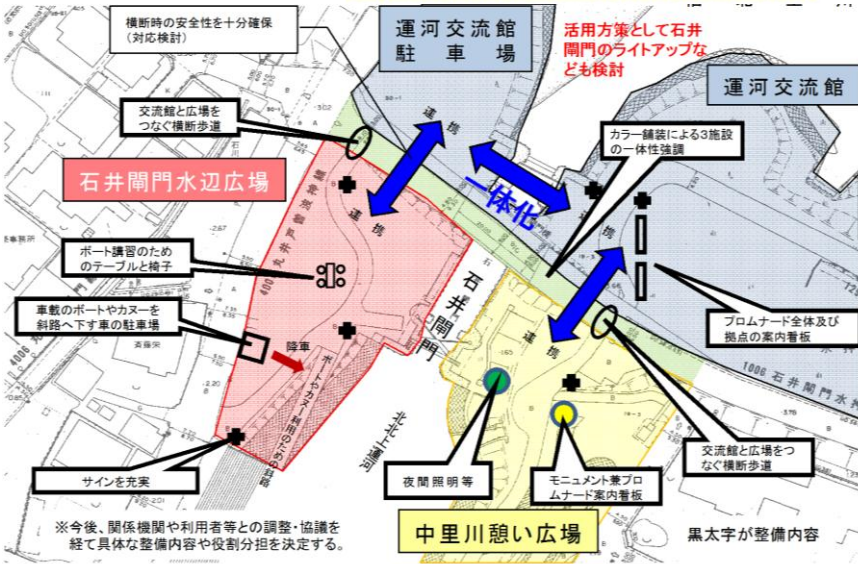 横断時の安全性を十分確保
(対応検討)
運河交流館
駐車場
活用方策として石井
閘門のライトアップな
ども検討
運河交流館
交流館と広場を
つなぐ横断歩道
連携
カラー舗装による3施設
の一体性強調
石井閘門水辺広場
一体化
連携
連携
ボート講習のため
のテーブルと椅子
石井閘門
車載のボートやカヌーを
斜路へ下す車の駐車場
斉藤栄
降車
連携
プロムナード全体及び
拠点の案内看板
1006 石井閘門水押
ボートやカヌー利用のための斜路
北北上運河
サインを充実
夜間照明等
モニュメント兼プロ
ムナード案内看板
交流館と広場をつ
なぐ横断歩道
※今後、関係機関や利用者等との調整・協議を
経て具体な整備内容や役割分担を決定する。
中里川憩い広場
黒太字が整備内容